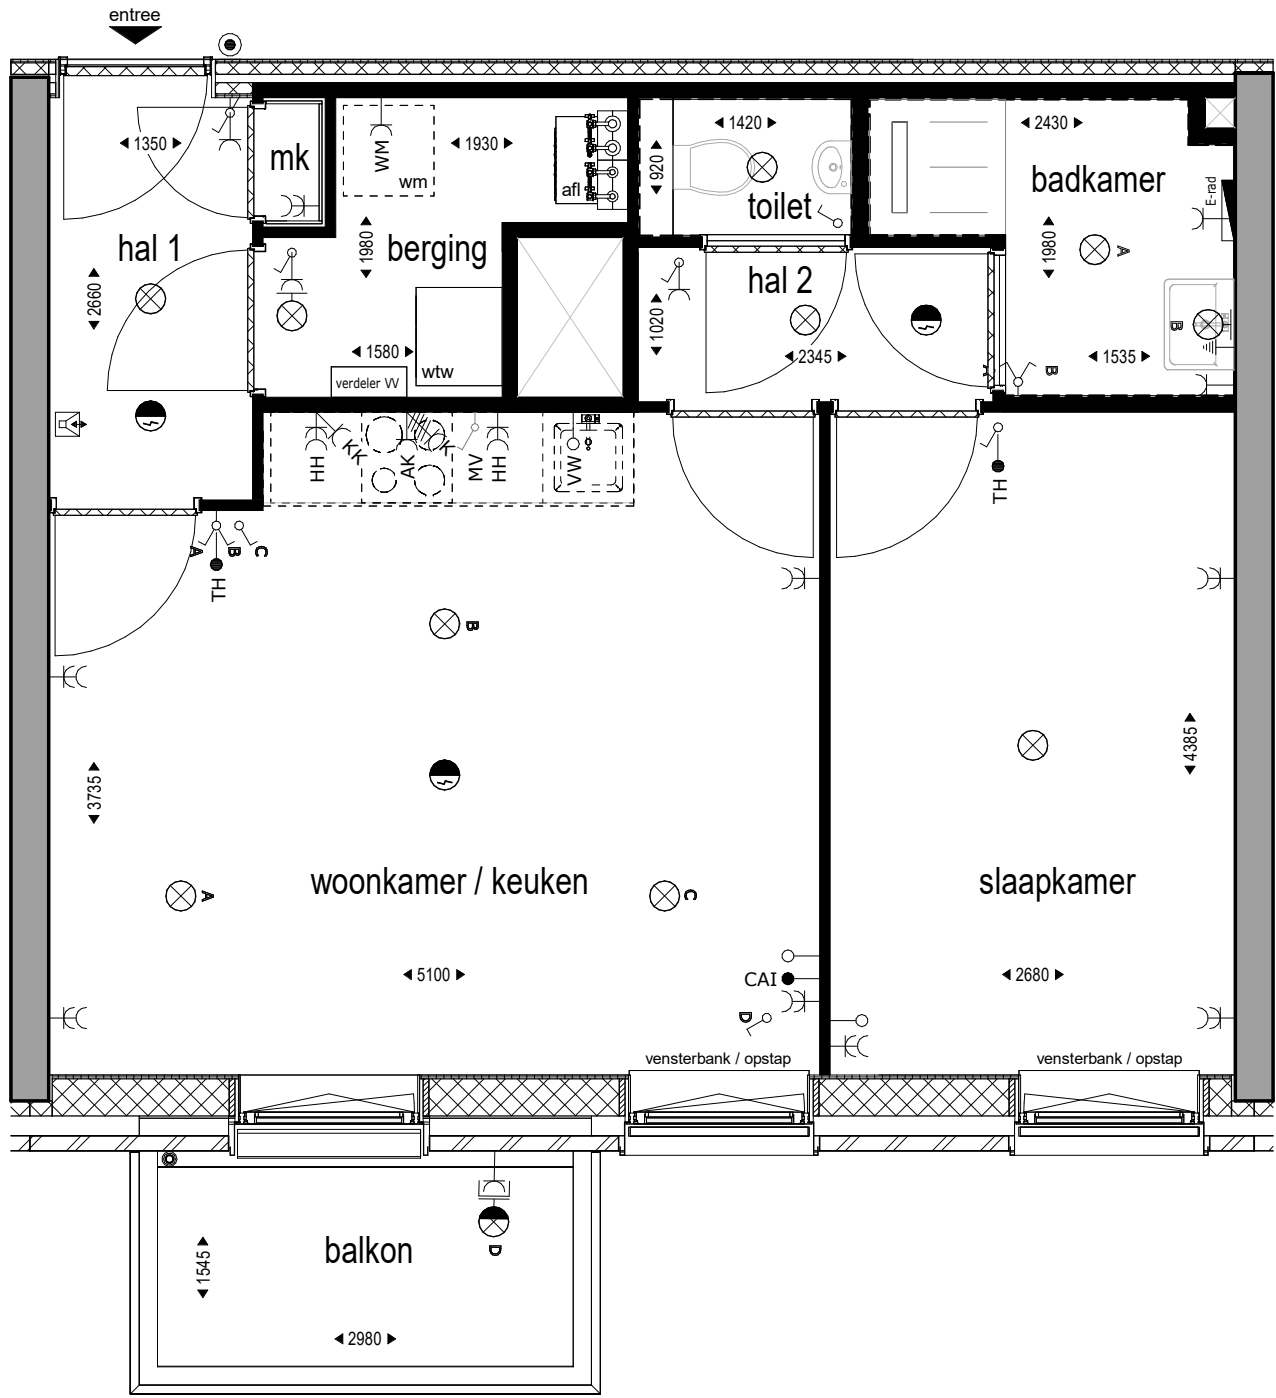 entree
1350
mk
WM
wm
1930
afl
920
1420
toilet
2430
badkamer
E-rad
hal 1
2660
1980
berging
1580
wtw
verdeler VV
hal 2
1020
2345
1980
A
B
1535
A
B
HH
KK
AK
K
MV
HH
VW
TH
A
B
C
TH
B
3735
4385
woonkamer / keuken
slaapkamer
A
C
5100
CAI
2680
D
vensterbank / opstap
vensterbank / opstap
balkon
D
1545
2980